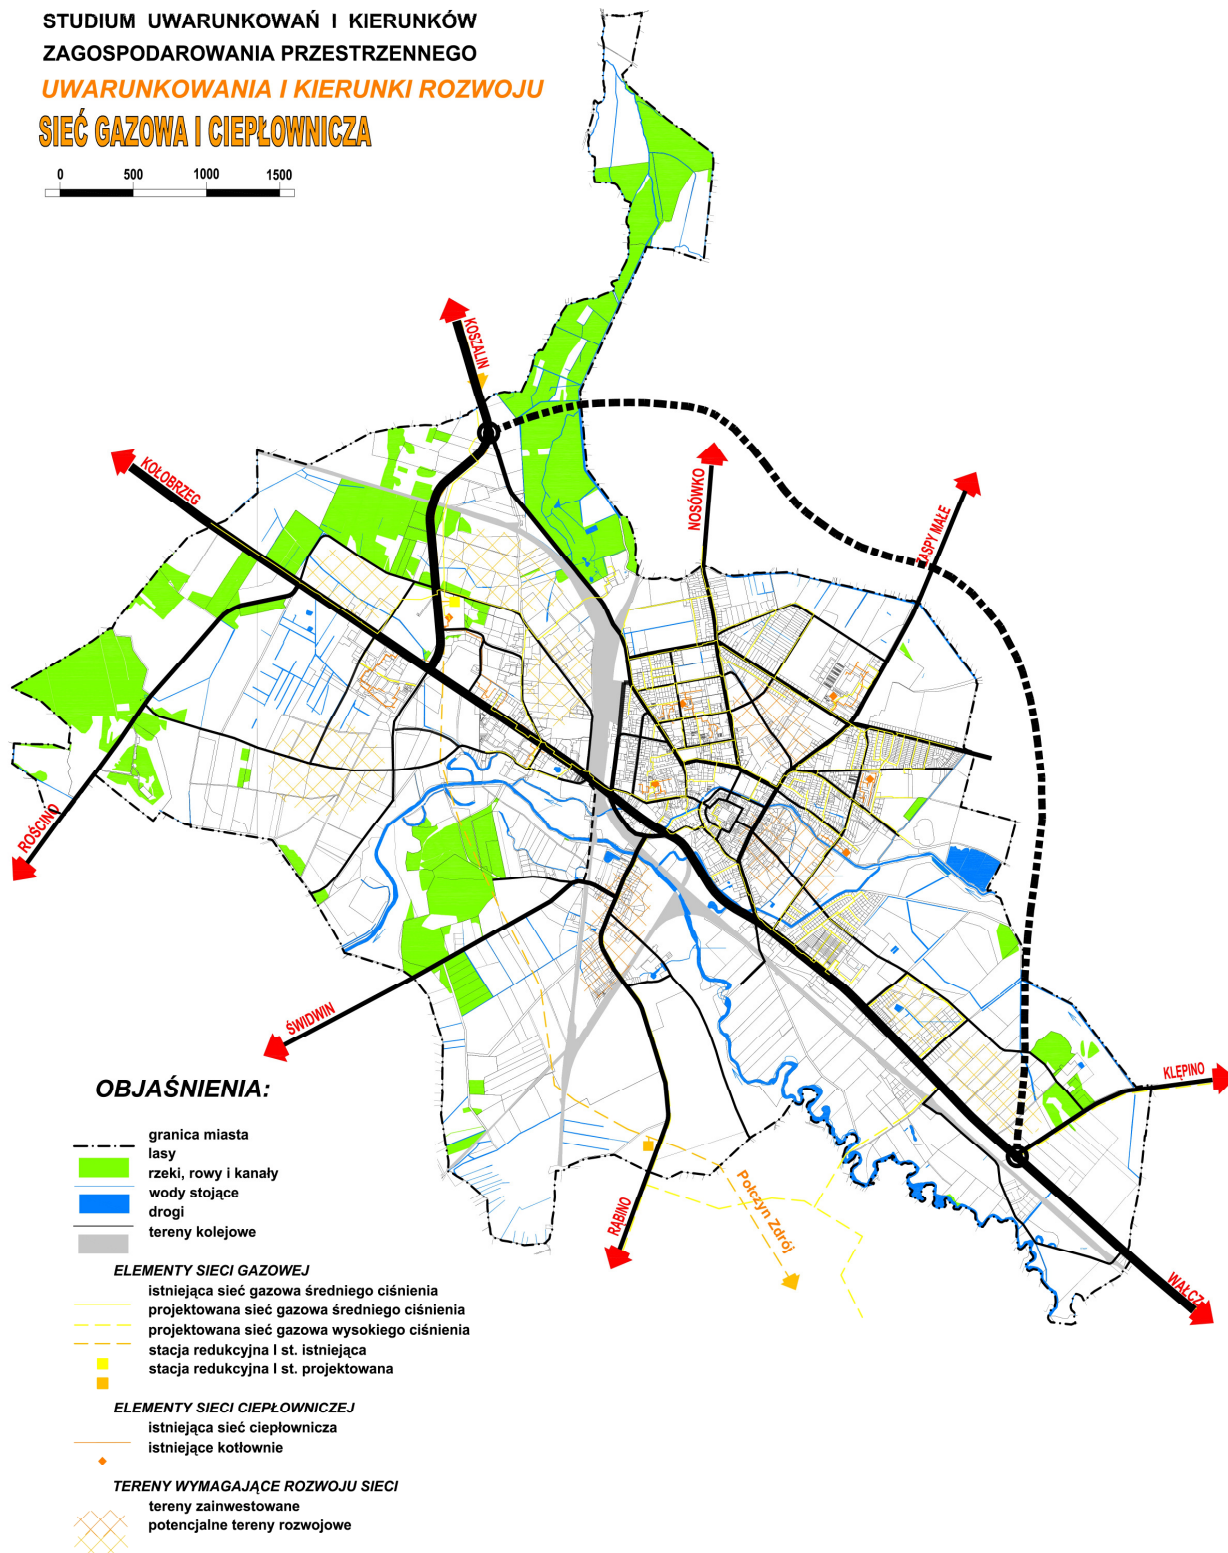 STUDIUM UWARUNKOWAŃ I KIERUNKÓW
ZAGOSPODAROWANIA PRZESTRZENNEGO
UWARUNKOWANIA I KIERUNKI ROZWOJU
SIEĆ GAZOWA I CIEPŁOWNICZA
0 500 1000 1500
KOSZALIN
KOŁOBRZEG
NOSÓWKO
ZASPY MAŁE
ROŚCINO
ŚWIDWIN
KLĘPINO
RĄBINO
Połczyn Zdrój
WAŁCZ
OBJAŚNIENIA:
granica miasta
lasy
rzeki, rowy i kanały
wody stojące
drogi
tereny kolejowe
ELEMENTY SIECI GAZOWEJ
istniejąca sieć gazowa średniego ciśnienia
projektowana sieć gazowa średniego ciśnienia
projektowana sieć gazowa wysokiego ciśnienia
stacja redukcyjna I st. istniejąca
stacja redukcyjna I st. projektowana
ELEMENTY SIECI CIEPŁOWNICZEJ
istniejąca sieć ciepłownicza
istniejące kotłownie
TERENY WYMAGAJĄCE ROZWOJU SIECI
tereny zainwestowane
potencjalne tereny rozwojowe